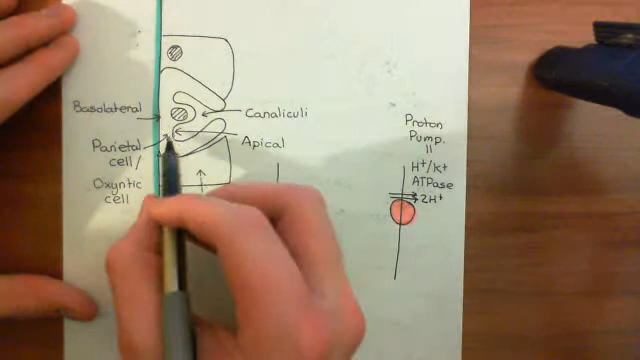 Basolateral
Parietal
cell/
Oxyntic
cell
Canaliculi
Apical
Proton
Pump.
=
H⁺/K⁺
ATPase
2H⁺